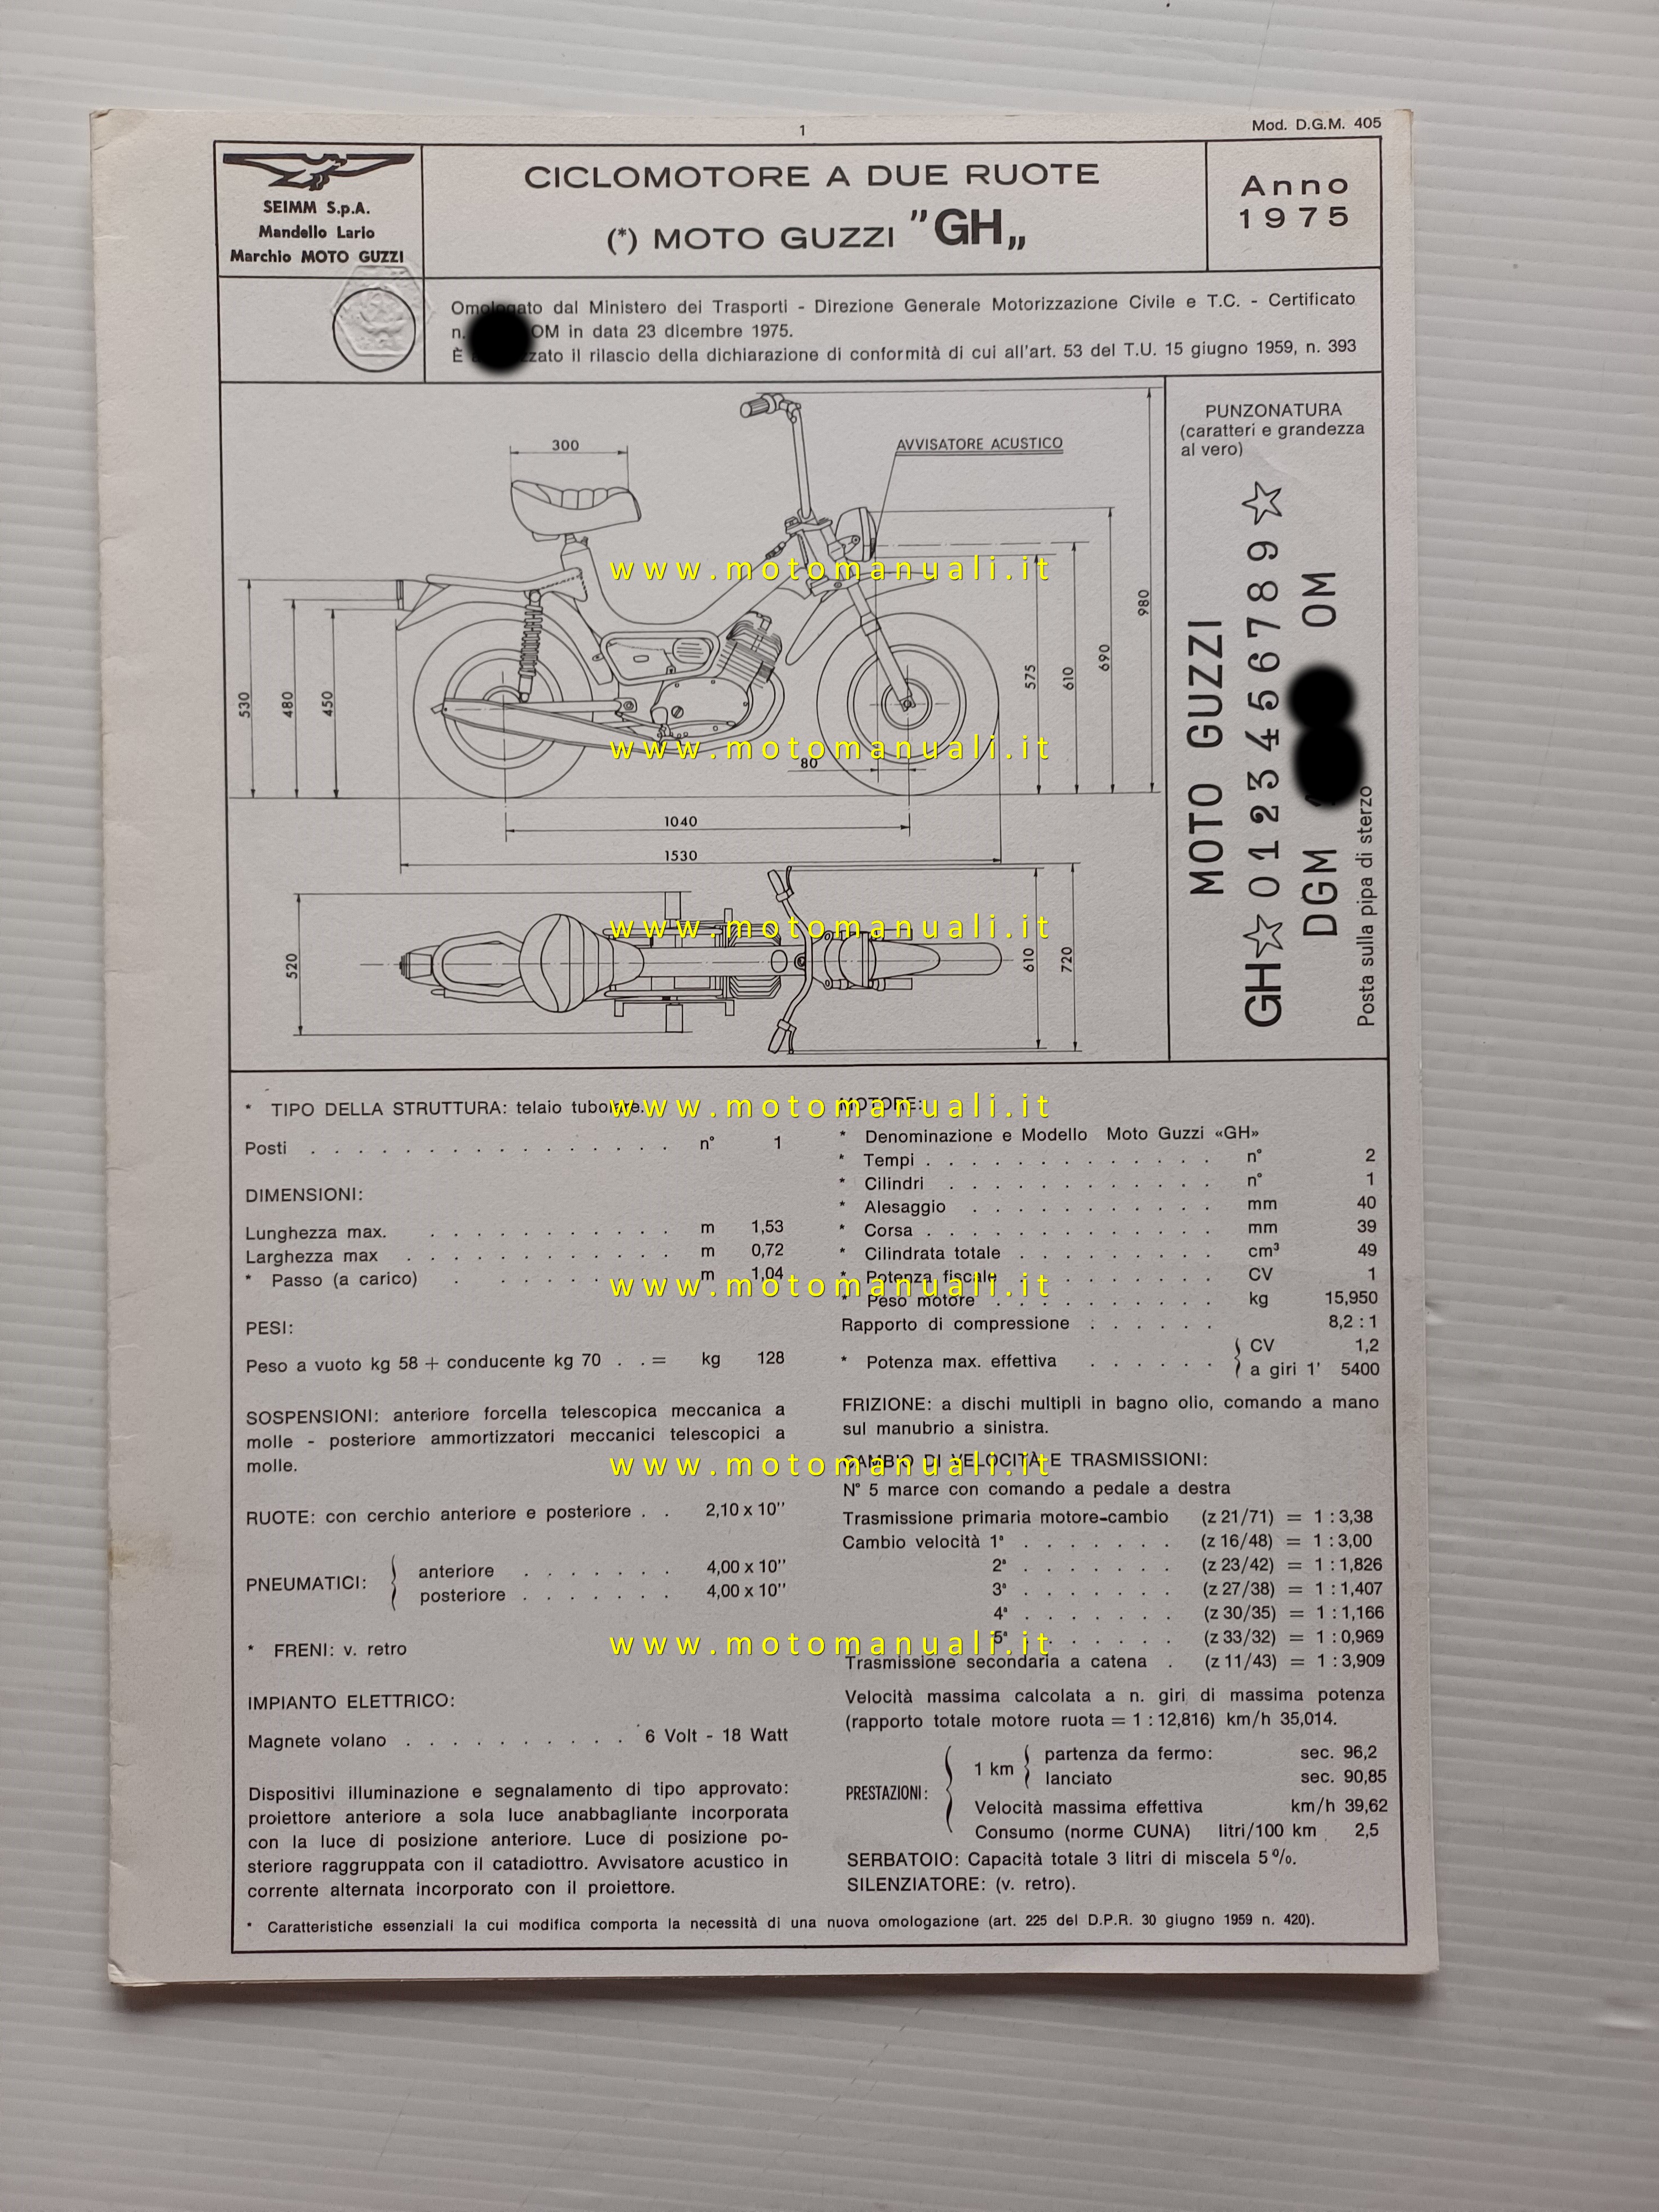 1
Mod. D.G.M. 405
SEIMM S.p.A.
Mandello Lario
Marchio MOTO GUZZI
CICLOMOTORE A DUE RUOTE
(*) MOTO GUZZI "GH„
Anno
1975
Omologato dal Ministero dei Trasporti - Direzione Generale Motorizzazione Civile e T.C. - Certificato
n. OM in data 23 dicembre 1975.
È il rilascio della dichiarazione di conformità di cui all'art. 53 del T.U. 15 giugno 1959, n. 393
300
AVVISATORE ACUSTICO
530
480
450
575
610
690
980
80
1040
1530
520
610
720
PUNZONATURA
(caratteri e grandezza
al vero)
MOTO GUZZI
GH☆0123456789☆
DGM OM
Posta sulla pipa di sterzo
* TIPO DELLA STRUTTURA: telaio tubolare.
Posti . . . . . . . . . . . . . . . . n° 1
DIMENSIONI:
Lunghezza max. . . . . . . . . . . . m 1,53
Larghezza max . . . . . . . . . . . . m 0,72
* Passo (a carico) . . . . . . . . . . m 1,04
PESI:
Peso a vuoto kg 58 + conducente kg 70 . . = kg 128
SOSPENSIONI: anteriore forcella telescopica meccanica a
molle - posteriore ammortizzatori meccanici telescopici a
molle.
RUOTE: con cerchio anteriore e posteriore . . 2,10 x 10''
PNEUMATICI: { anteriore . . . . . . . 4,00 x 10''
posteriore . . . . . . . 4,00 x 10''
* FRENI: v. retro
IMPIANTO ELETTRICO:
Magnete volano . . . . . . . . . . 6 Volt - 18 Watt
Dispositivi illuminazione e segnalamento di tipo approvato:
proiettore anteriore a sola luce anabbagliante incorporata
con la luce di posizione anteriore. Luce di posizione po-
steriore raggruppata con il catadiottro. Avvisatore acustico in
corrente alternata incorporato con il proiettore.
MOTORE:
* Denominazione e Modello Moto Guzzi «GH»
* Tempi . . . . . . . . . . . . . n° 2
* Cilindri . . . . . . . . . . . . n° 1
* Alesaggio . . . . . . . . . . . mm 40
* Corsa . . . . . . . . . . . . . mm 39
* Cilindrata totale . . . . . . . . . cm³ 49
* Potenza fiscale . . . . . . . . . CV 1
* Peso motore . . . . . . . . . . kg 15,950
Rapporto di compressione . . . . . . 8,2 : 1
* Potenza max. effettiva . . . . . . { CV 1,2
a giri 1' 5400
FRIZIONE: a dischi multipli in bagno olio, comando a mano
sul manubrio a sinistra.
CAMBIO DI VELOCITÀ E TRASMISSIONI:
N° 5 marce con comando a pedale a destra
Trasmissione primaria motore-cambio (z 21/71) = 1 : 3,38
Cambio velocità 1ª . . . . . . . (z 16/48) = 1 : 3,00
2ª . . . . . . . (z 23/42) = 1 : 1,826
3ª . . . . . . . (z 27/38) = 1 : 1,407
4ª . . . . . . . (z 30/35) = 1 : 1,166
5ª . . . . . . . (z 33/32) = 1 : 0,969
Trasmissione secondaria a catena . (z 11/43) = 1 : 3,909
Velocità massima calcolata a n. giri di massima potenza
(rapporto totale motore ruota = 1 : 12,816) km/h 35,014.
PRESTAZIONI: { 1 km { partenza da fermo: sec. 96,2
lanciato sec. 90,85
Velocità massima effettiva km/h 39,62
Consumo (norme CUNA) litri/100 km 2,5
SERBATOIO: Capacità totale 3 litri di miscela 5 %.
SILENZIATORE: (v. retro).
* Caratteristiche essenziali la cui modifica comporta la necessità di una nuova omologazione (art. 225 del D.P.R. 30 giugno 1959 n. 420).
www.motomanuali.it
www.motomanuali.it
www.motomanuali.it
www.motomanuali.it
www.motomanuali.it
www.motomanuali.it
www.motomanuali.it